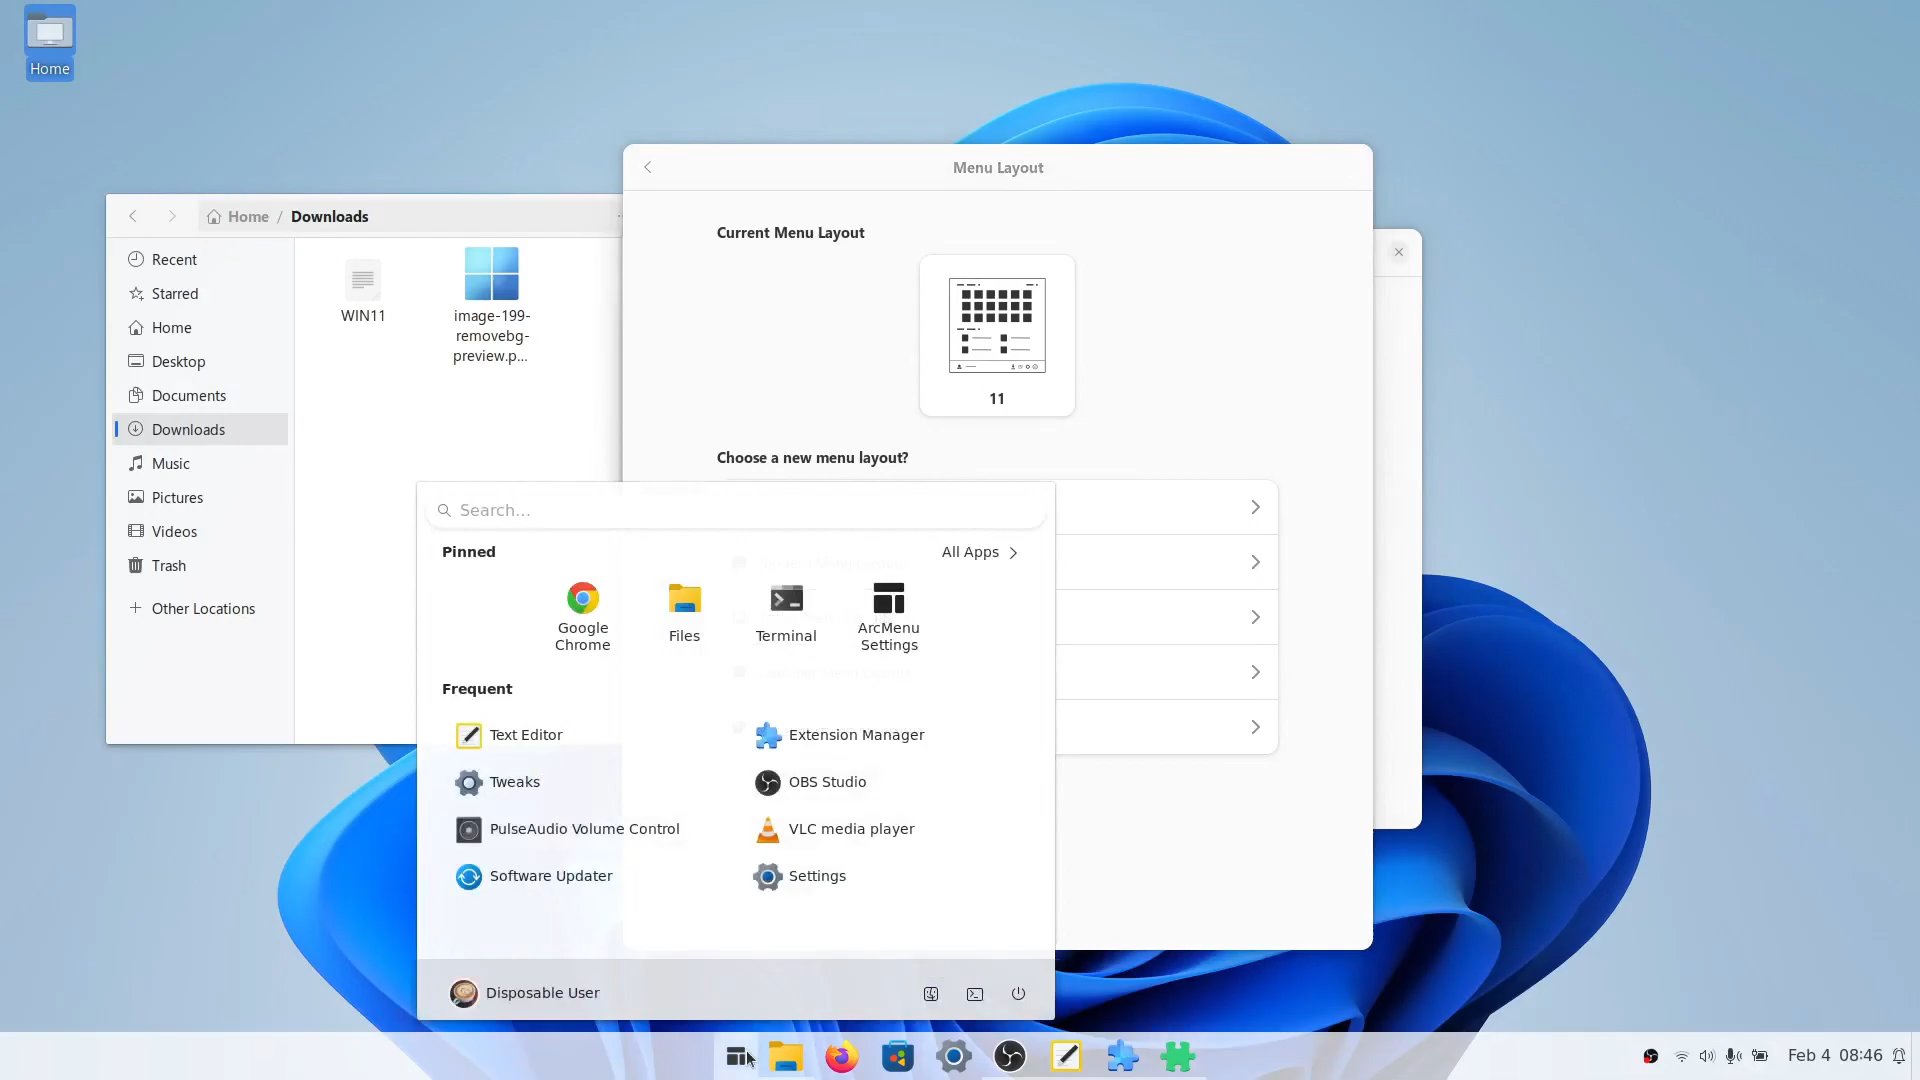 Home
Home / Downloads
Recent
Starred
Home
Desktop
Documents
Downloads
Music
Pictures
Videos
Trash
Other Locations
WIN11
image-199-
removebg-
preview.p...
Menu Layout
Current Menu Layout
11
Choose a new menu layout?
Search...
Pinned
All Apps
Google
Chrome
Files
Terminal
ArcMenu
Settings
Frequent
Text Editor
Extension Manager
Tweaks
OBS Studio
PulseAudio Volume Control
VLC media player
Software Updater
Settings
Disposable User
Feb 4 08:46